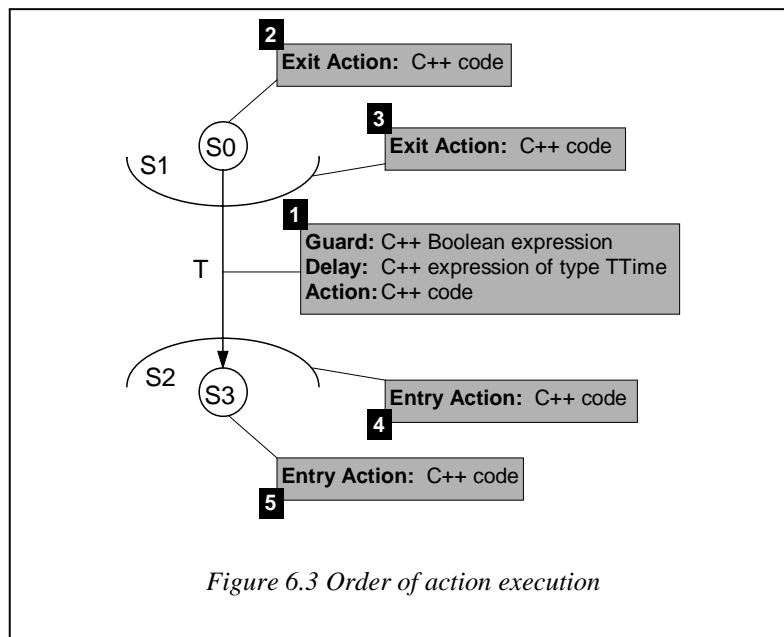 2
Exit Action: C++ code
3
S0
Exit Action: C++ code
S1
1
Guard: C++ Boolean expression
T
Delay: C++ expression of type TTime
Action: C++ code
S2
S3
Entry Action: C++ code
4
Entry Action: C++ code
5
Figure 6.3 Order of action execution